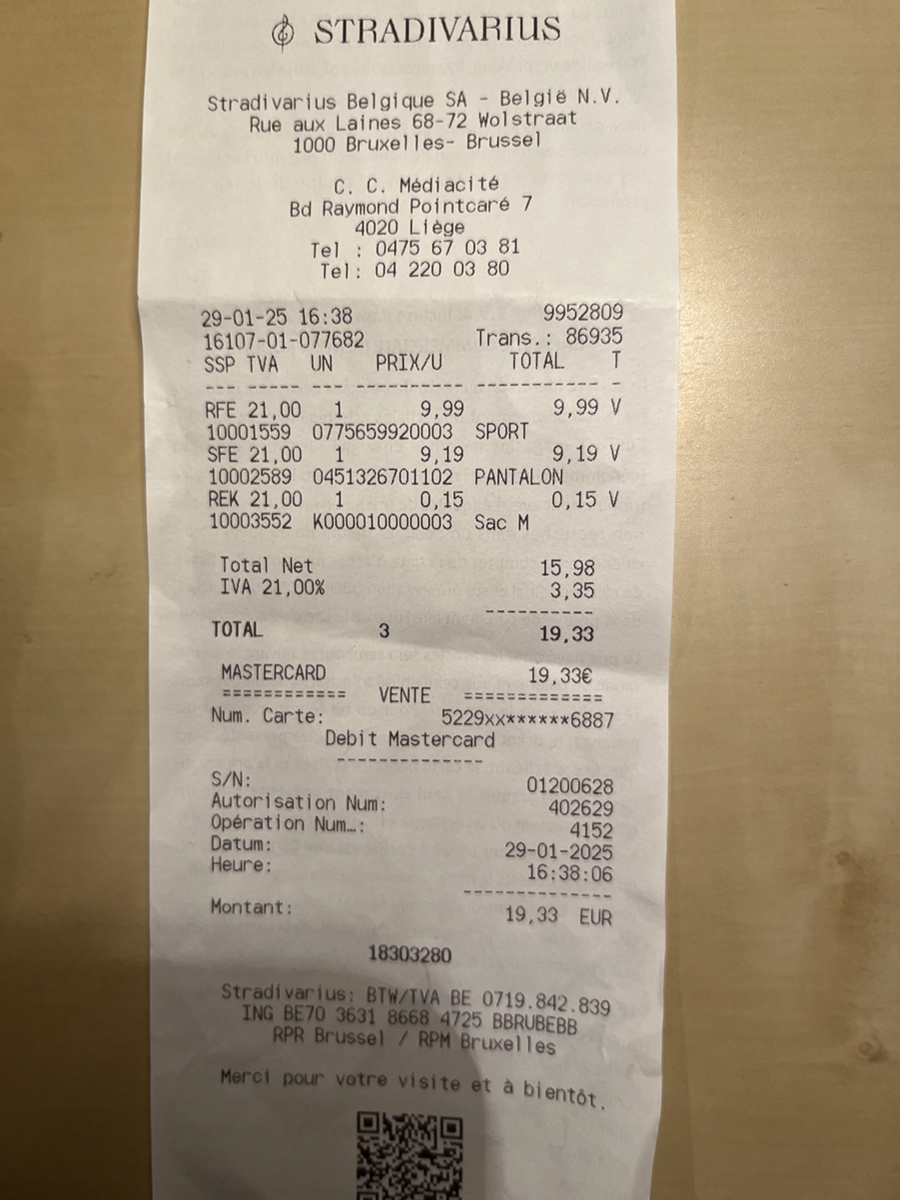 STRADIVARIUS
Stradivarius Belgique SA - België N.V.
Rue aux Laines 68-72 Wolstraat
1000 Bruxelles- Brussel
C. C. Médiacité
Bd Raymond Pointcaré 7
4020 Liège
Tel : 0475 67 03 81
Tel: 04 220 03 80
29-01-25 16:38 9952809
16107-01-077682 Trans.: 86935
SSP TVA UN PRIX/U TOTAL T
--- ----- --- ---------- ----------- -
RFE 21,00 1 9,99 9,99 V
10001559 0775659920003 SPORT
SFE 21,00 1 9,19 9,19 V
10002589 0451326701102 PANTALON
REK 21,00 1 0,15 0,15 V
10003552 K000010000003 Sac M
Total Net 15,98
IVA 21,00% 3,35
----------
TOTAL 3 19,33
MASTERCARD 19,33€
============ VENTE =============
Num. Carte: 5229xx******6887
Debit Mastercard
--------------
S/N: 01200628
Autorisation Num: 402629
Opération Num…: 4152
Datum: 29-01-2025
Heure: 16:38:06
--------------
Montant: 19,33 EUR
18303280
Stradivarius: BTW/TVA BE 0719.842.839
ING BE70 3631 8668 4725 BBRUBEBB
RPR Brussel / RPM Bruxelles
Merci pour votre visite et à bientôt.